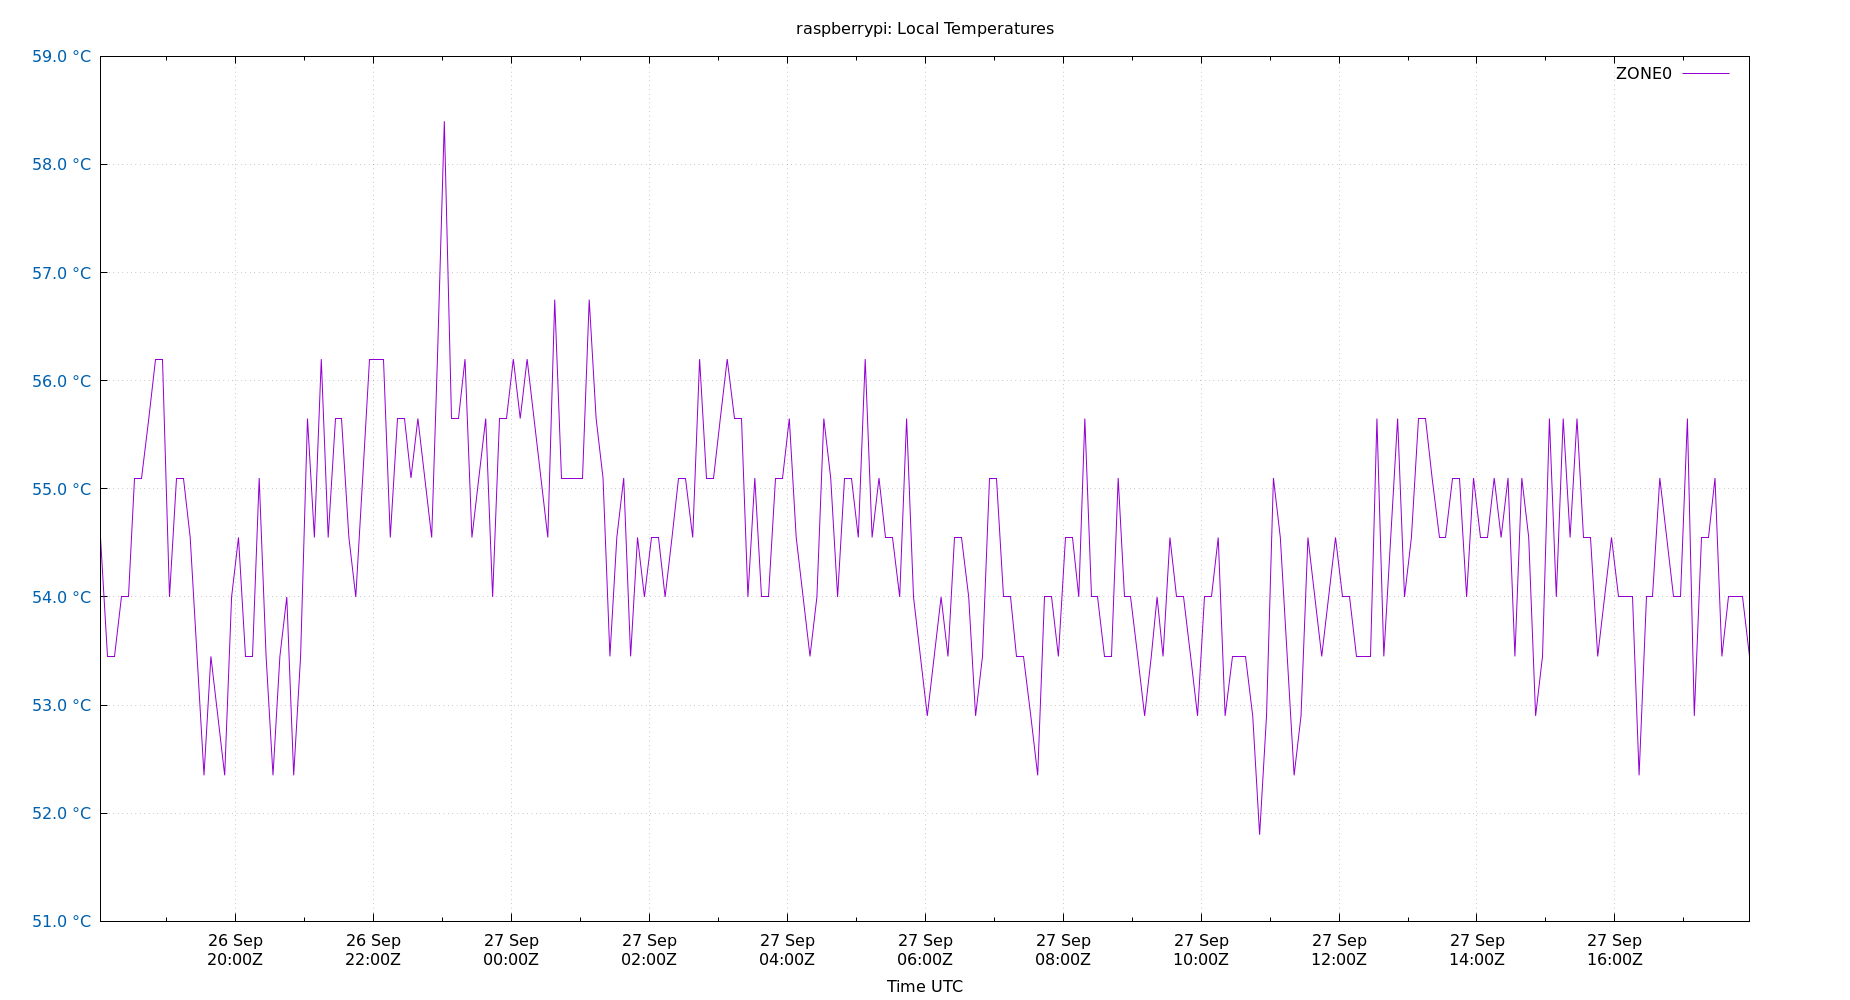 raspberrypi: Local Temperatures
59.0 °C
ZONE0
58.0 °C
57.0 °C
56.0 °C
55.0 °C
54.0 °C
53.0 °C
52.0 °C
51.0 °C
26 Sep 26 Sep 27 Sep 27 Sep 27 Sep 27 Sep 27 Sep 27 Sep 27 Sep 27 Sep 27 Sep
20:00Z 22:00Z 00:00Z 02:00Z 04:00Z 06:00Z 08:00Z 10:00Z 12:00Z 14:00Z 16:00Z
Time UTC